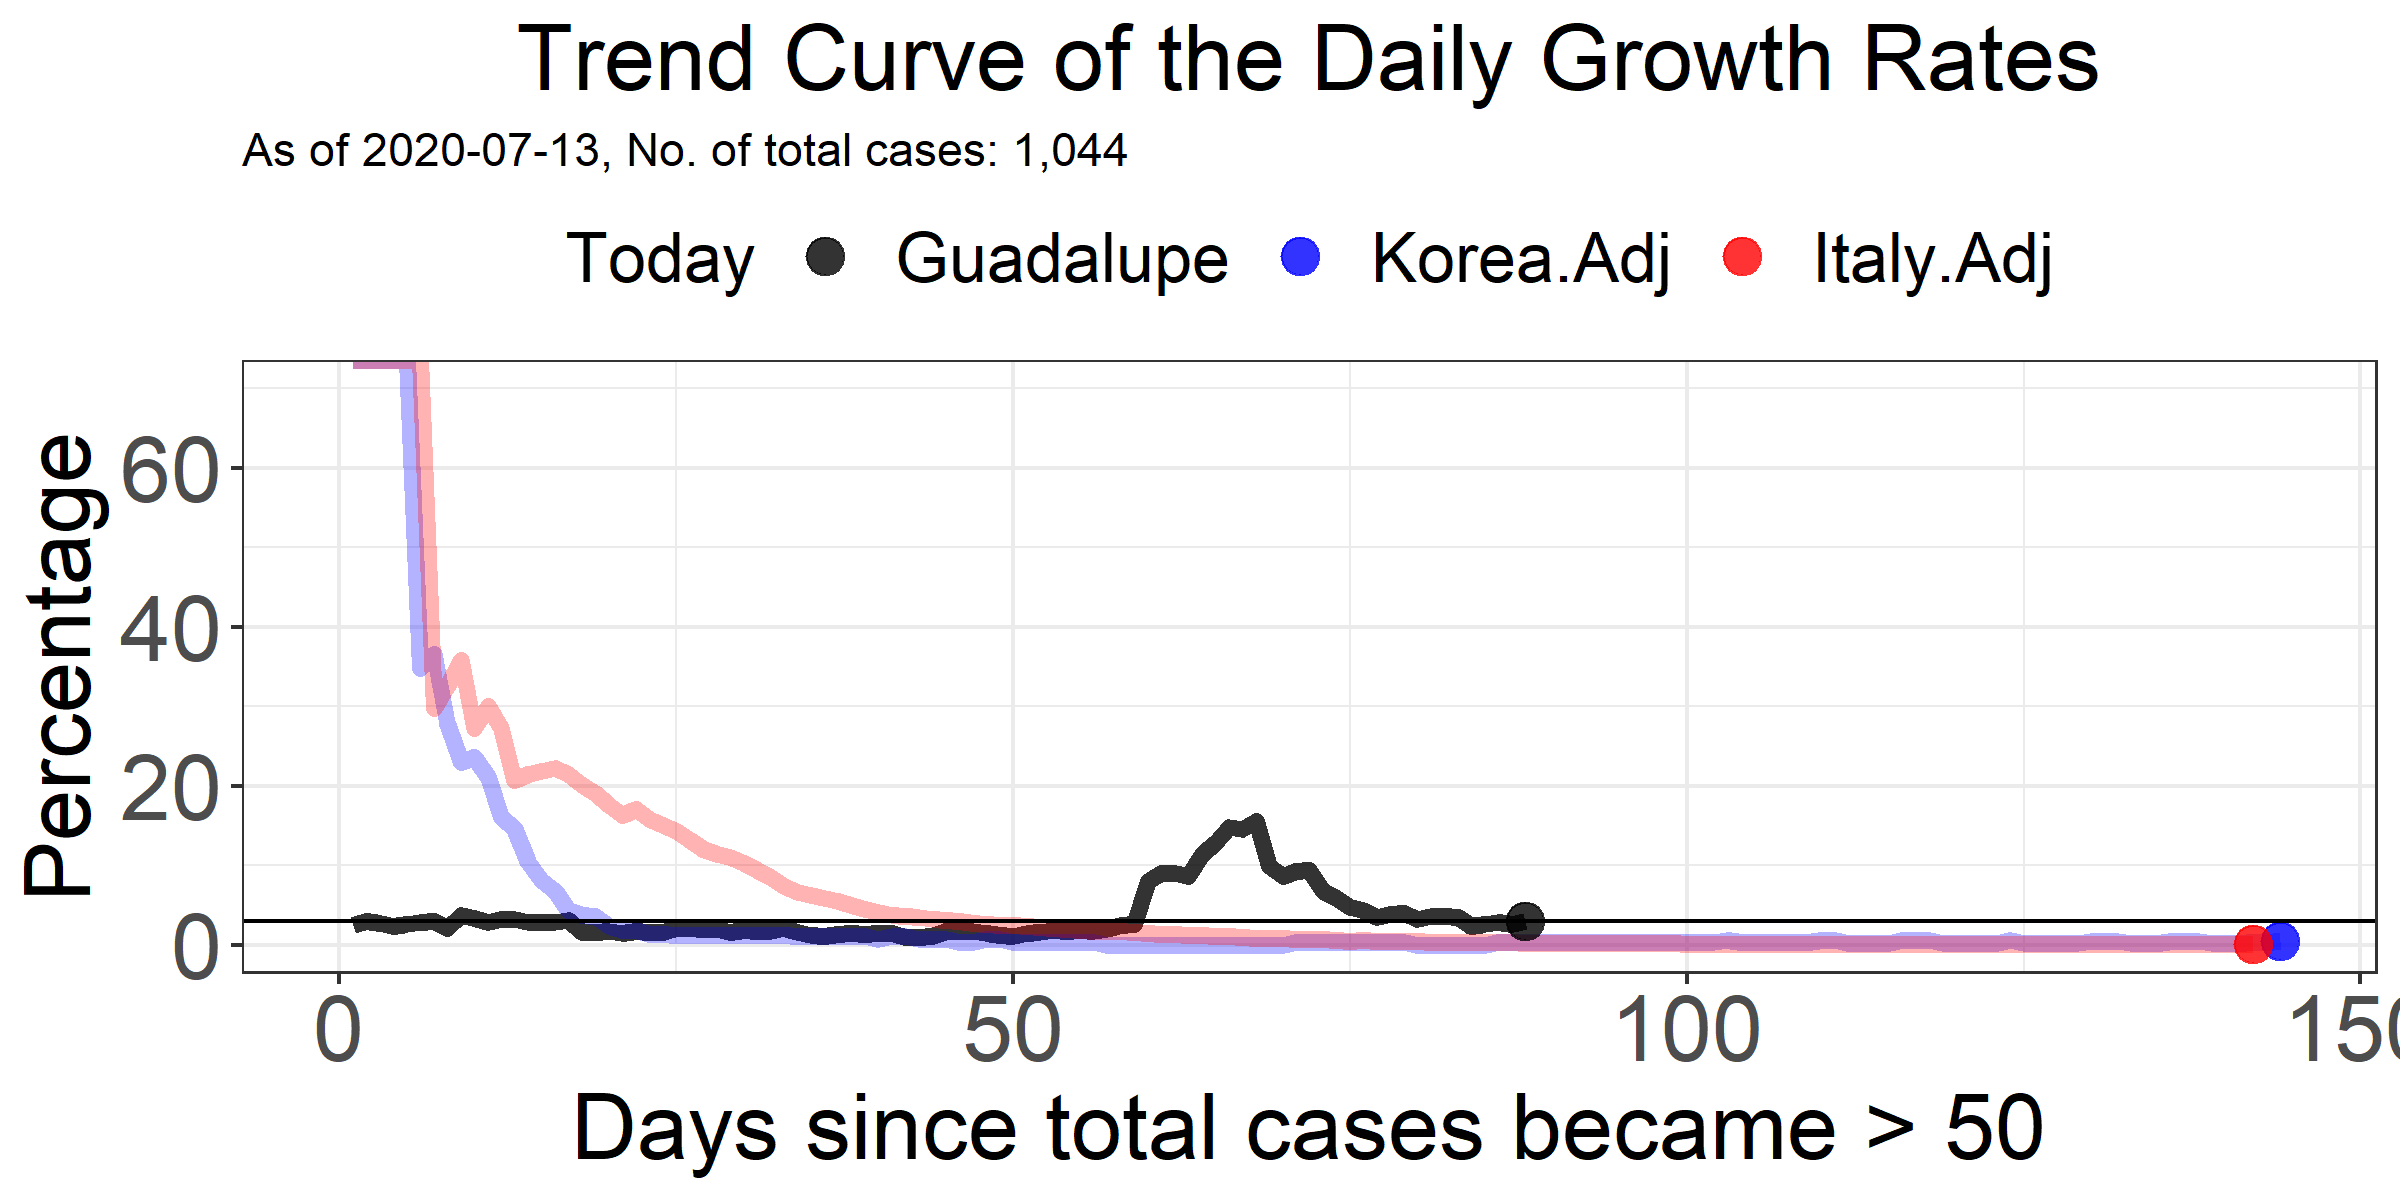 Trend Curve of the Daily Growth Rates
As of 2020-07-13, No. of total cases: 1,044
Today Guadalupe Korea.Adj Italy.Adj
Percentage
60
40
20
0
0 50 100 150
Days since total cases became > 50